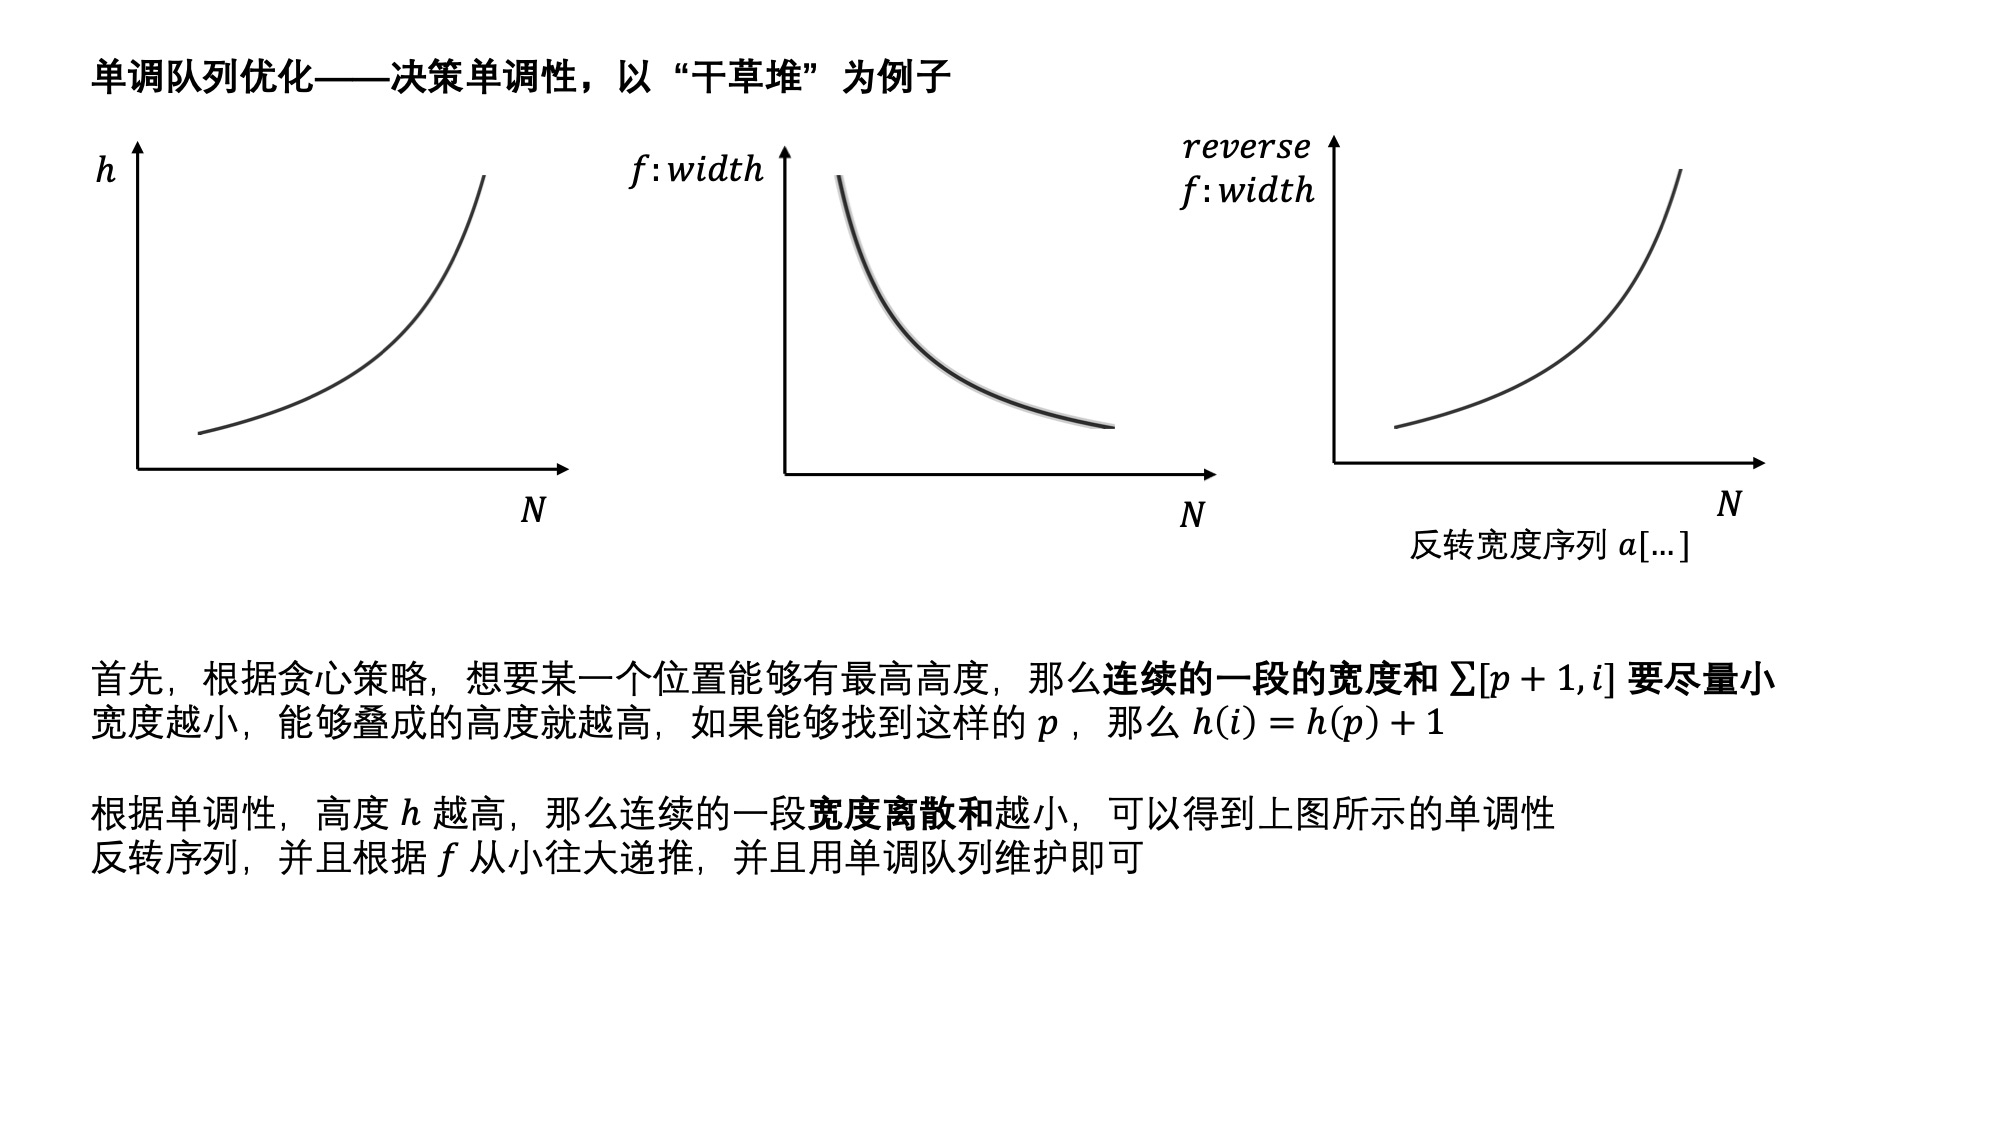 单调队列优化——决策单调性，以“干草堆”为例子
h
N
f:width
N
reverse
f:width
N
反转宽度序列 a[…]
首先，根据贪心策略，想要某一个位置能够有最高高度，那么连续的一段的宽度和 ∑[p + 1, i] 要尽量小
宽度越小，能够叠成的高度就越高，如果能够找到这样的 p ，那么 h(i) = h(p) + 1
根据单调性，高度 h 越高，那么连续的一段宽度离散和越小，可以得到上图所示的单调性
反转序列，并且根据 f 从小往大递推，并且用单调队列维护即可